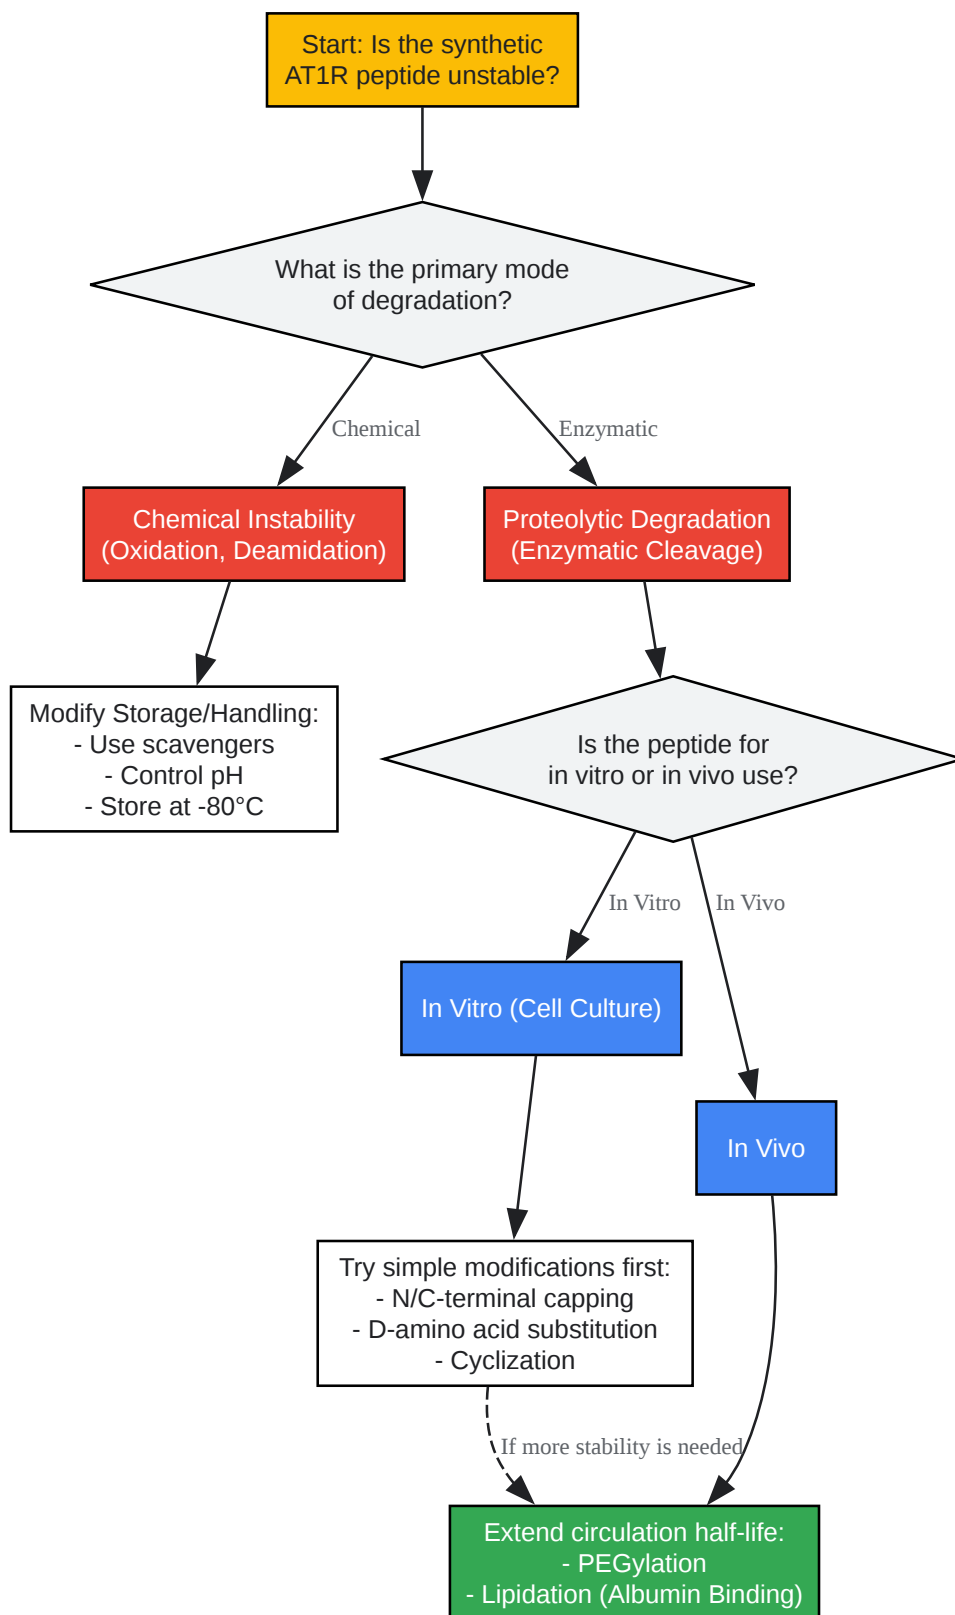 Start: Is the synthetic
AT1R peptide unstable?
What is the primary mode
of degradation?
Chemical
Enzymatic
Chemical Instability
(Oxidation, Deamidation)
Proteolytic Degradation
(Enzymatic Cleavage)
Modify Storage/Handling:
- Use scavengers
- Control pH
- Store at -80°C
Is the peptide for
in vitro or in vivo use?
In Vitro
In Vivo
In Vitro (Cell Culture)
In Vivo
Try simple modifications first:
- N/C-terminal capping
- D-amino acid substitution
- Cyclization
If more stability is needed
Extend circulation half-life:
- PEGylation
- Lipidation (Albumin Binding)